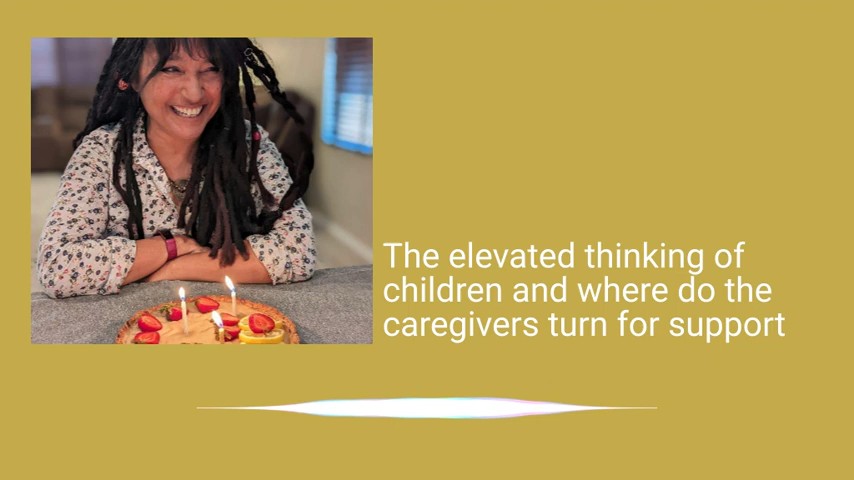 The elevated thinking of
children and where do the
caregivers turn for support